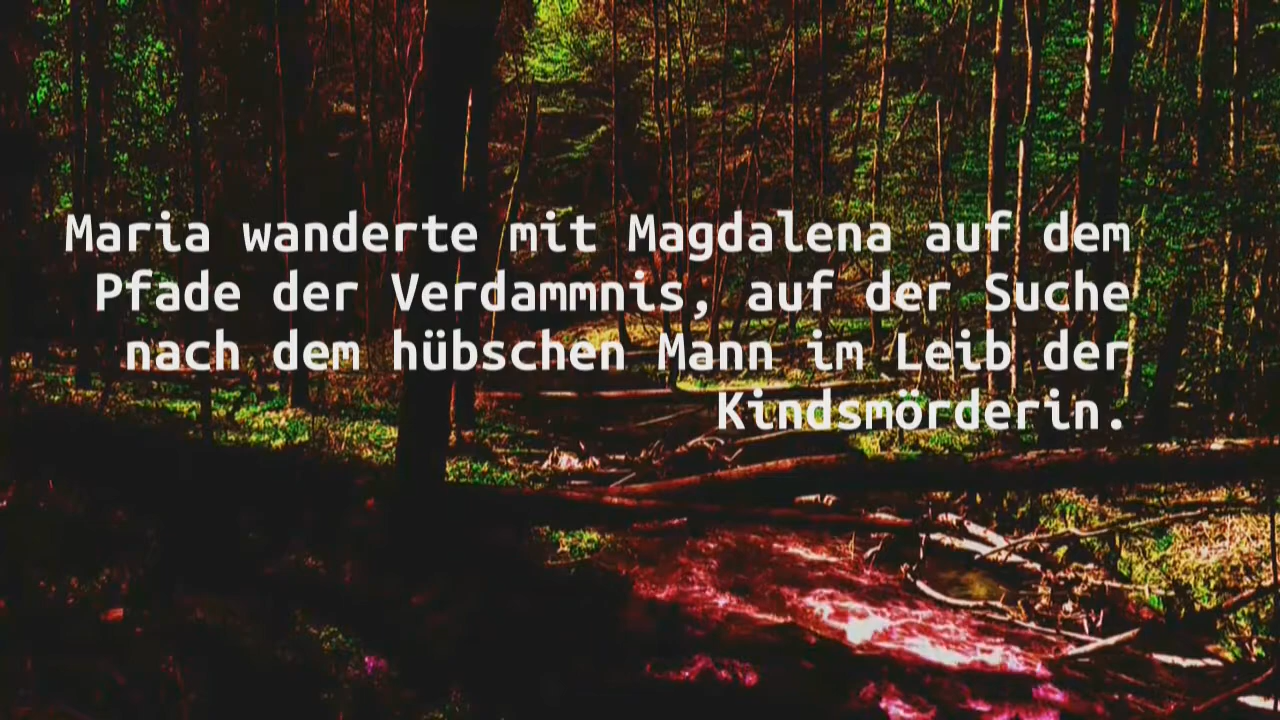 Maria wanderte mit Magdalena auf dem
Pfade der Verdammnis, auf der Suche
nach dem hübschen Mann im Leib der
Kindsmörderin.